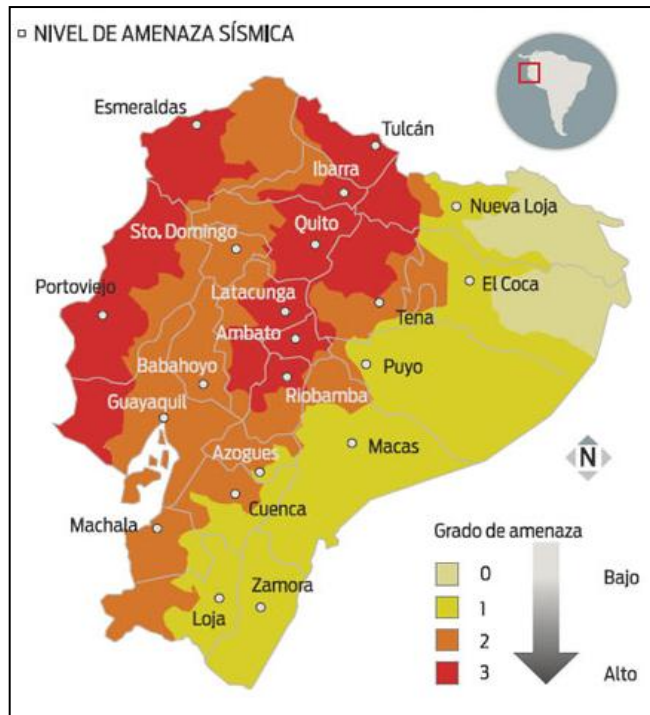 NIVEL DE AMENAZA SÍSMICA
Esmeraldas
Tulcán
Ibarra
Nueva Loja
Sto. Domingo
Quito
El Coca
Portoviejo
Latacunga
Tena
Ambato
Babahoyo
Puyo
Riobamba
Guayaquil
Azogues
Macas
N
Cuenca
Machala
Grado de amenaza
0
Bajo
1
Zamora
Loja
2
3
Alto